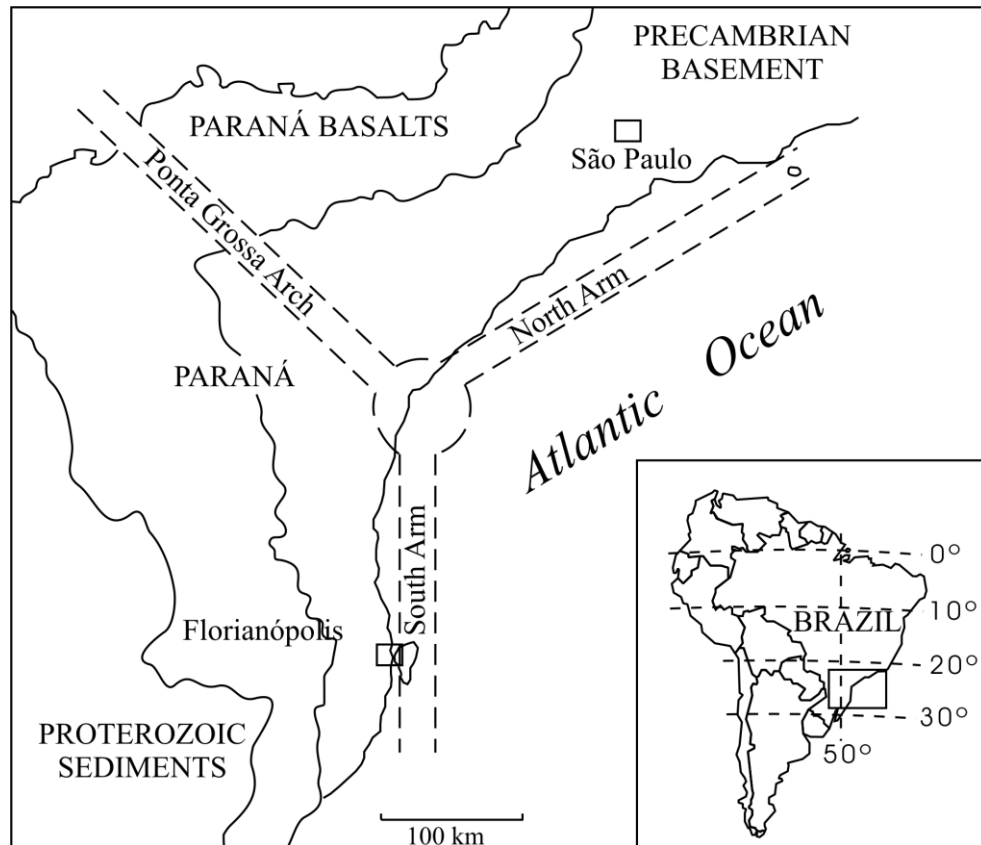 PRECAMBRIAN
BASEMENT
PARANÁ BASALTS
São Paulo
Ponta Grossa Arch
North Arm
PARANÁ
Atlantic Ocean
South Arm
Florianópolis
PROTEROZOIC
SEDIMENTS
100 km
0°
10°
BRAZIL
20°
30°
50°